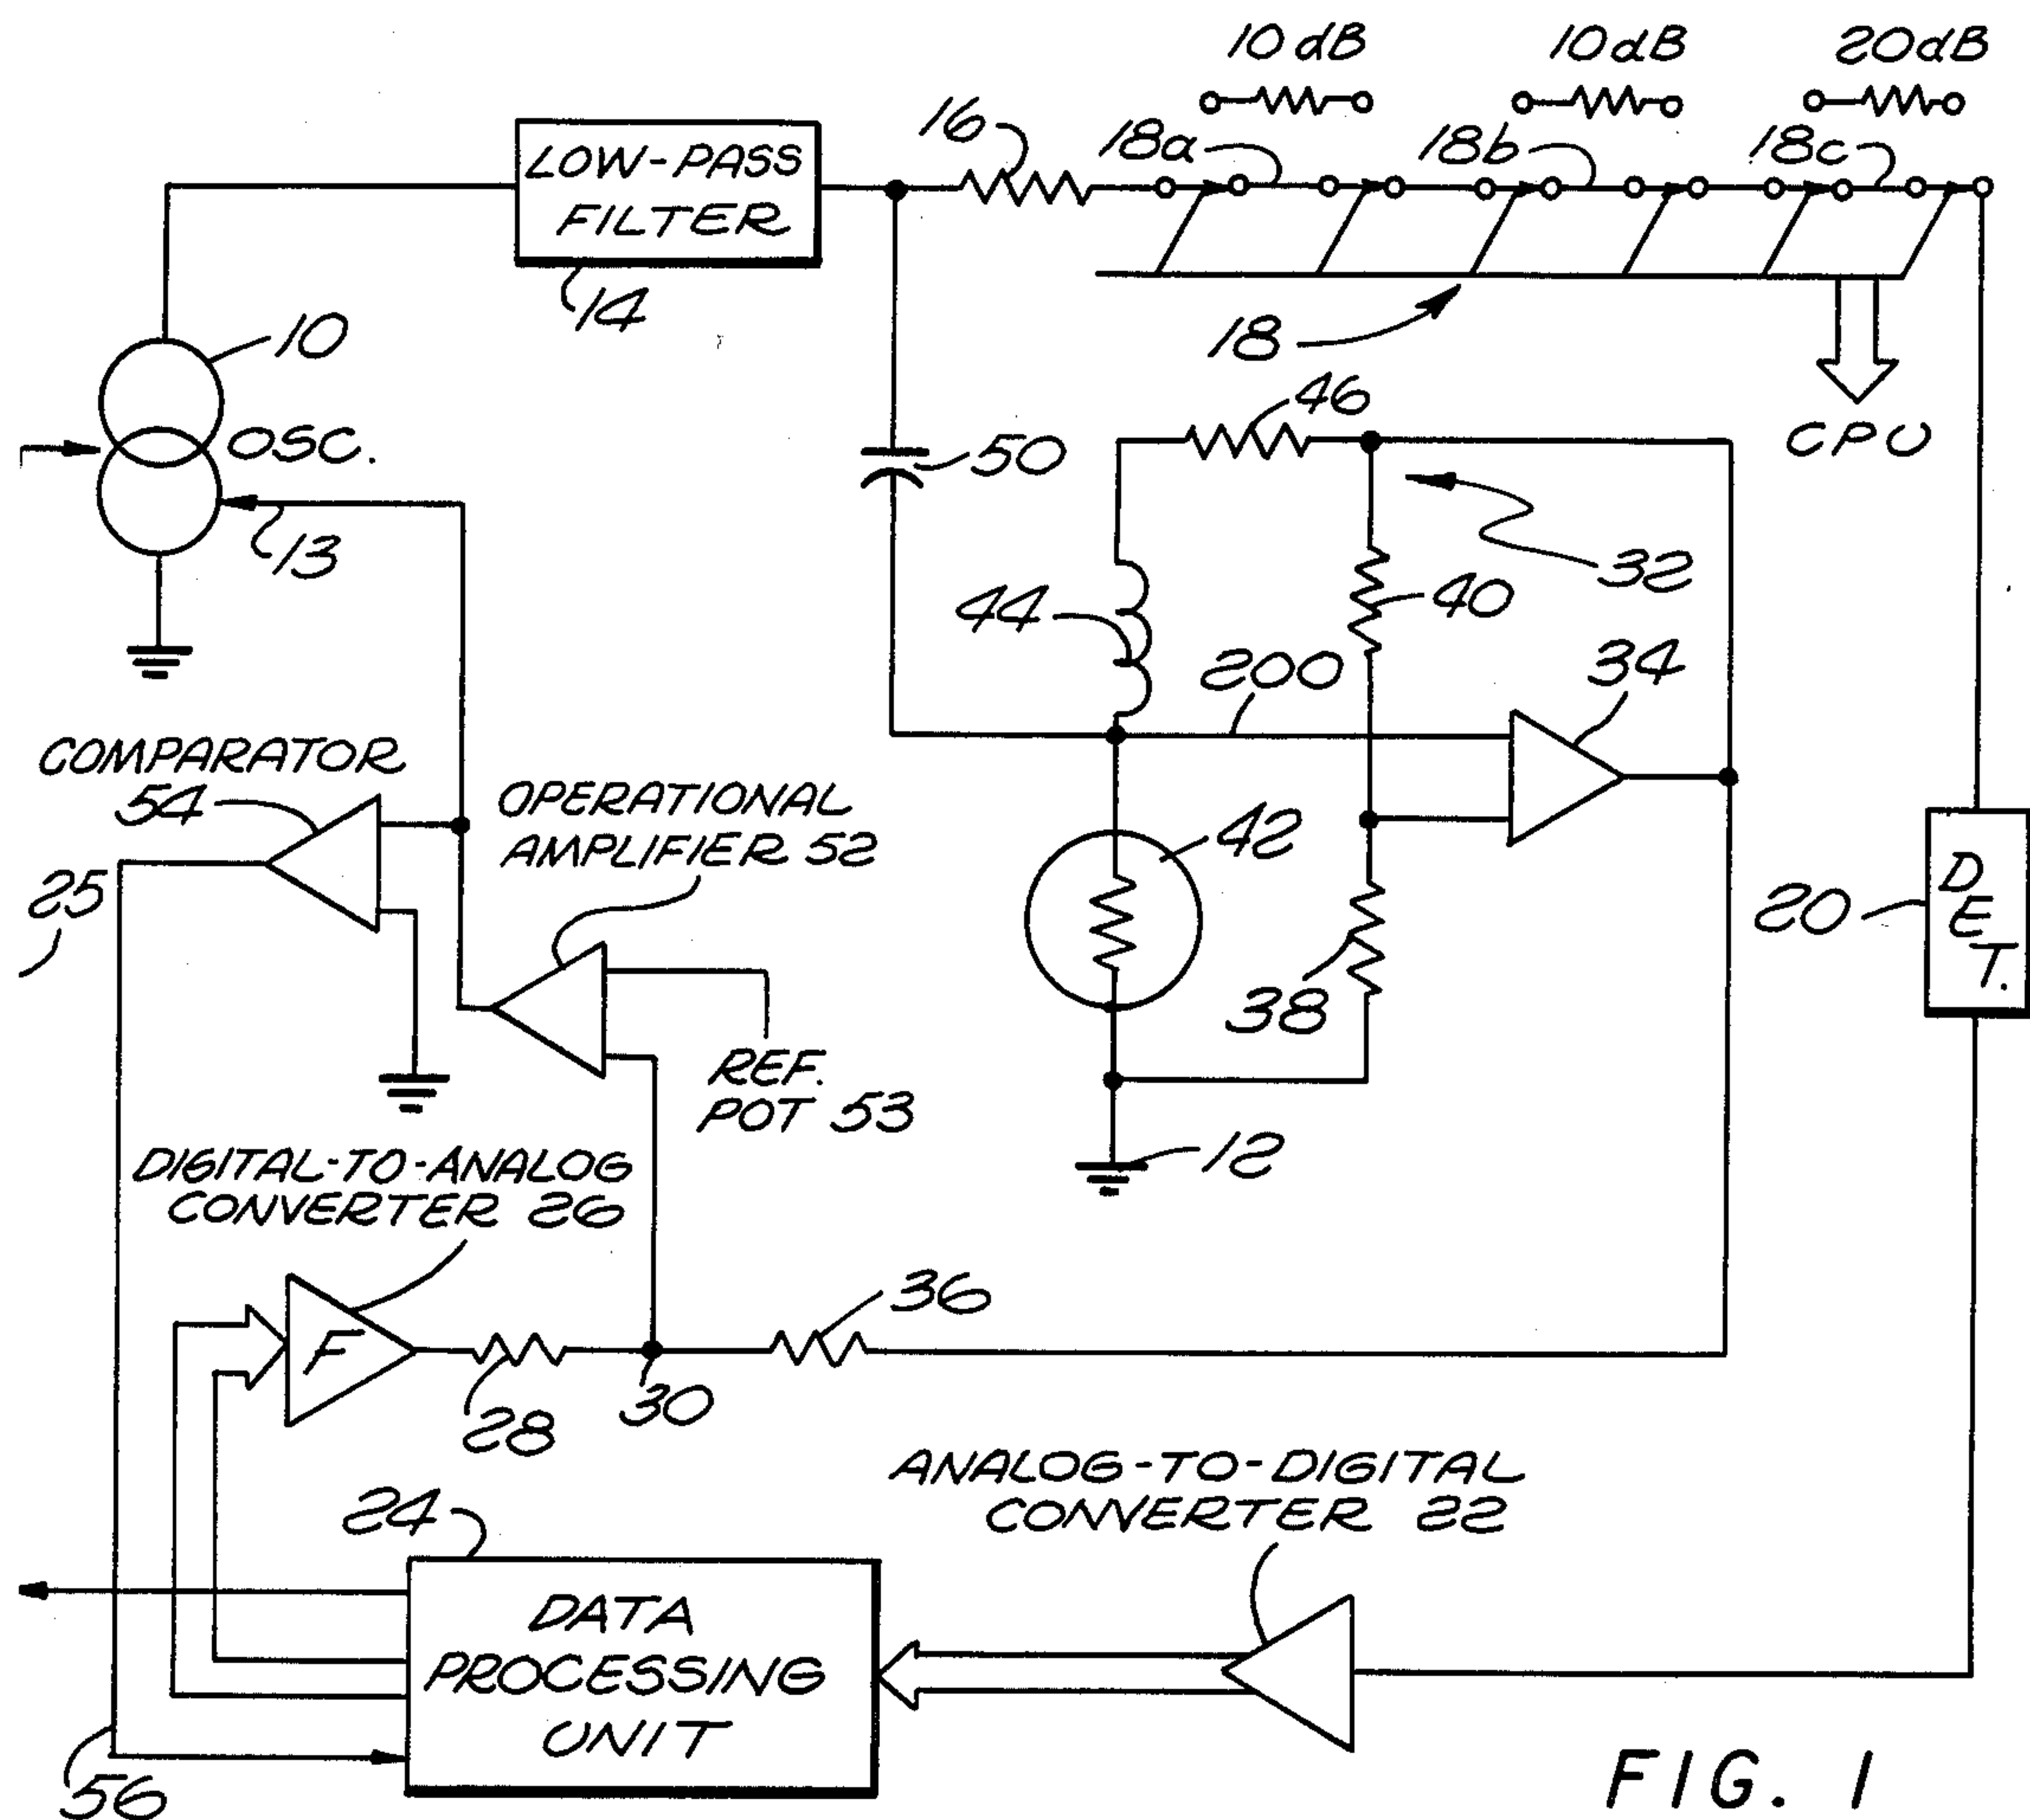 10 dB
10 dB
20 dB
16
18a
18b
18c
LOW-PASS
FILTER
14
10
18
46
OSC.
50
CPU
13
32
44
40
200
34
COMPARATOR
54
OPERATIONAL
AMPLIFIER 52
42
25
20
DET.
38
REF.
POT 53
12
DIGITAL-TO-ANALOG
CONVERTER 26
36
F
28
30
ANALOG-TO-DIGITAL
CONVERTER 22
24
DATA
PROCESSING
UNIT
56
FIG. 1